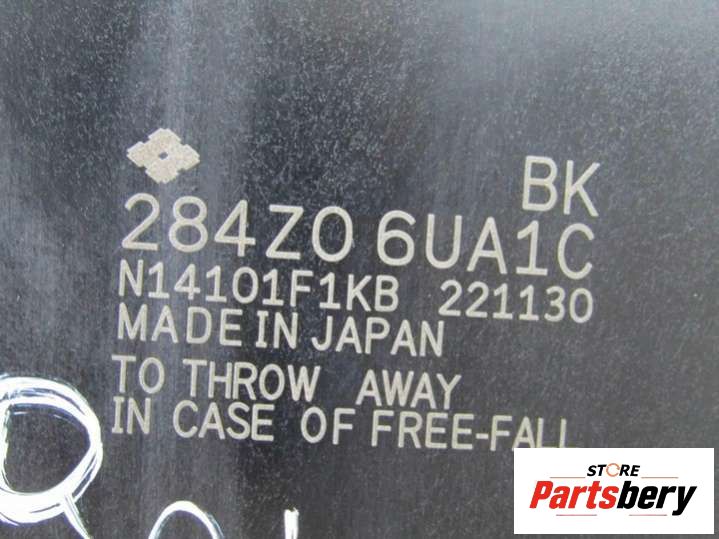 BK
284Z0 6UA1C
N14101F1KB 221130
MADE IN JAPAN
TO THROW AWAY
IN CASE OF FREE-FALL
STORE
Partsbery